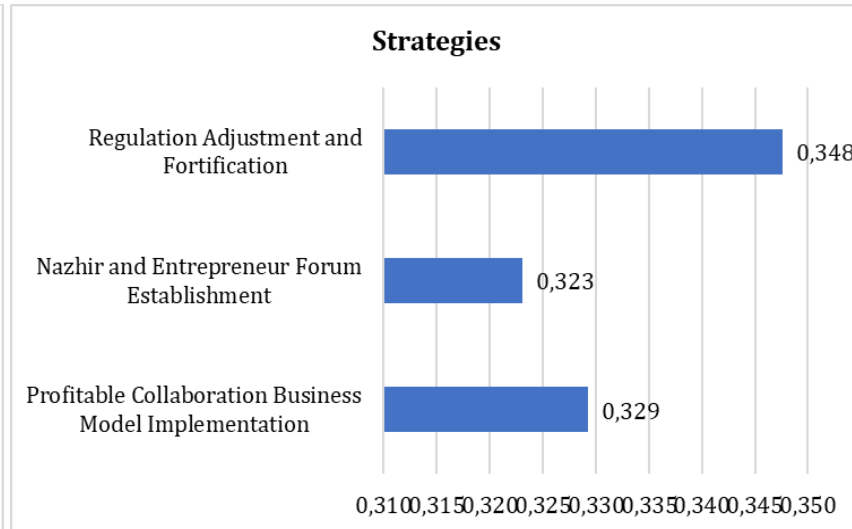 Strategies
Regulation Adjustment and
Fortification
0,348
Nazhir and Entrepreneur Forum
Establishment
0,323
Profitable Collaboration Business
Model Implementation
0,329
0,310 0,315 0,320 0,325 0,330 0,335 0,340 0,345 0,350